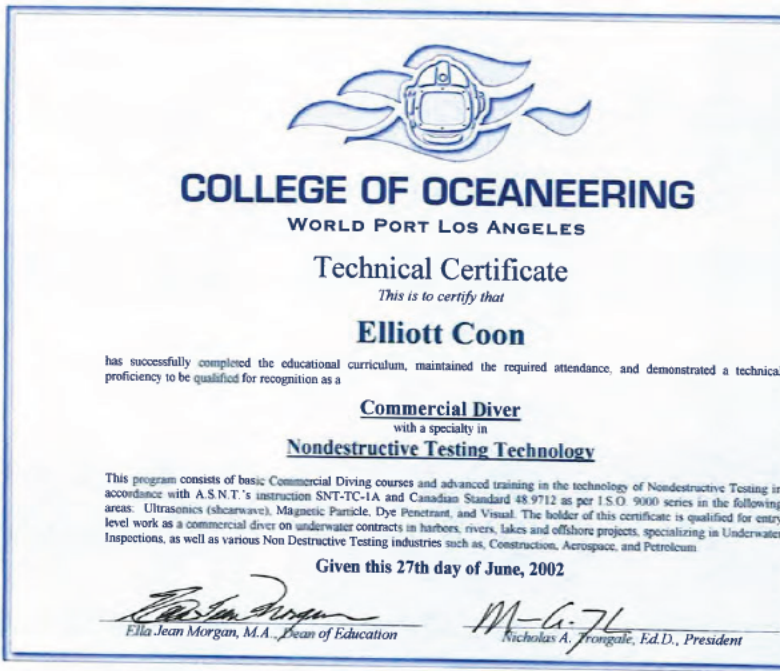 COLLEGE OF OCEANEERING
WORLD PORT LOS ANGELES
Technical Certificate
This is to certify that
Elliott Coon
has successfully completed the educational curriculum, maintained the required attendance, and demonstrated a technical
proficiency to be qualified for recognition as a
Commercial Diver
with a specialty in
Nondestructive Testing Technology
This program consists of basic Commercial Diving courses and advanced training in the technology of Nondestructive Testing in
accordance with A.S.N.T.'s instruction SNT-TC-1A and Canadian Standard 48.9712 as per I.S.O. 9000 series in the following
areas: Ultrasonics (shearwave), Magnetic Particle, Dye Penetrant, and Visual. The holder of this certificate is qualified for entry
level work as a commercial diver on underwater contracts in harbors, rivers, lakes and offshore projects, specializing in Underwater
Inspections, as well as various Non Destructive Testing industries such as, Construction, Aerospace, and Petroleum
Given this 27th day of June, 2002
Ella Jean Morgan
Ella Jean Morgan, M.A., Dean of Education
Nicholas A. Frongale, Ed.D., President